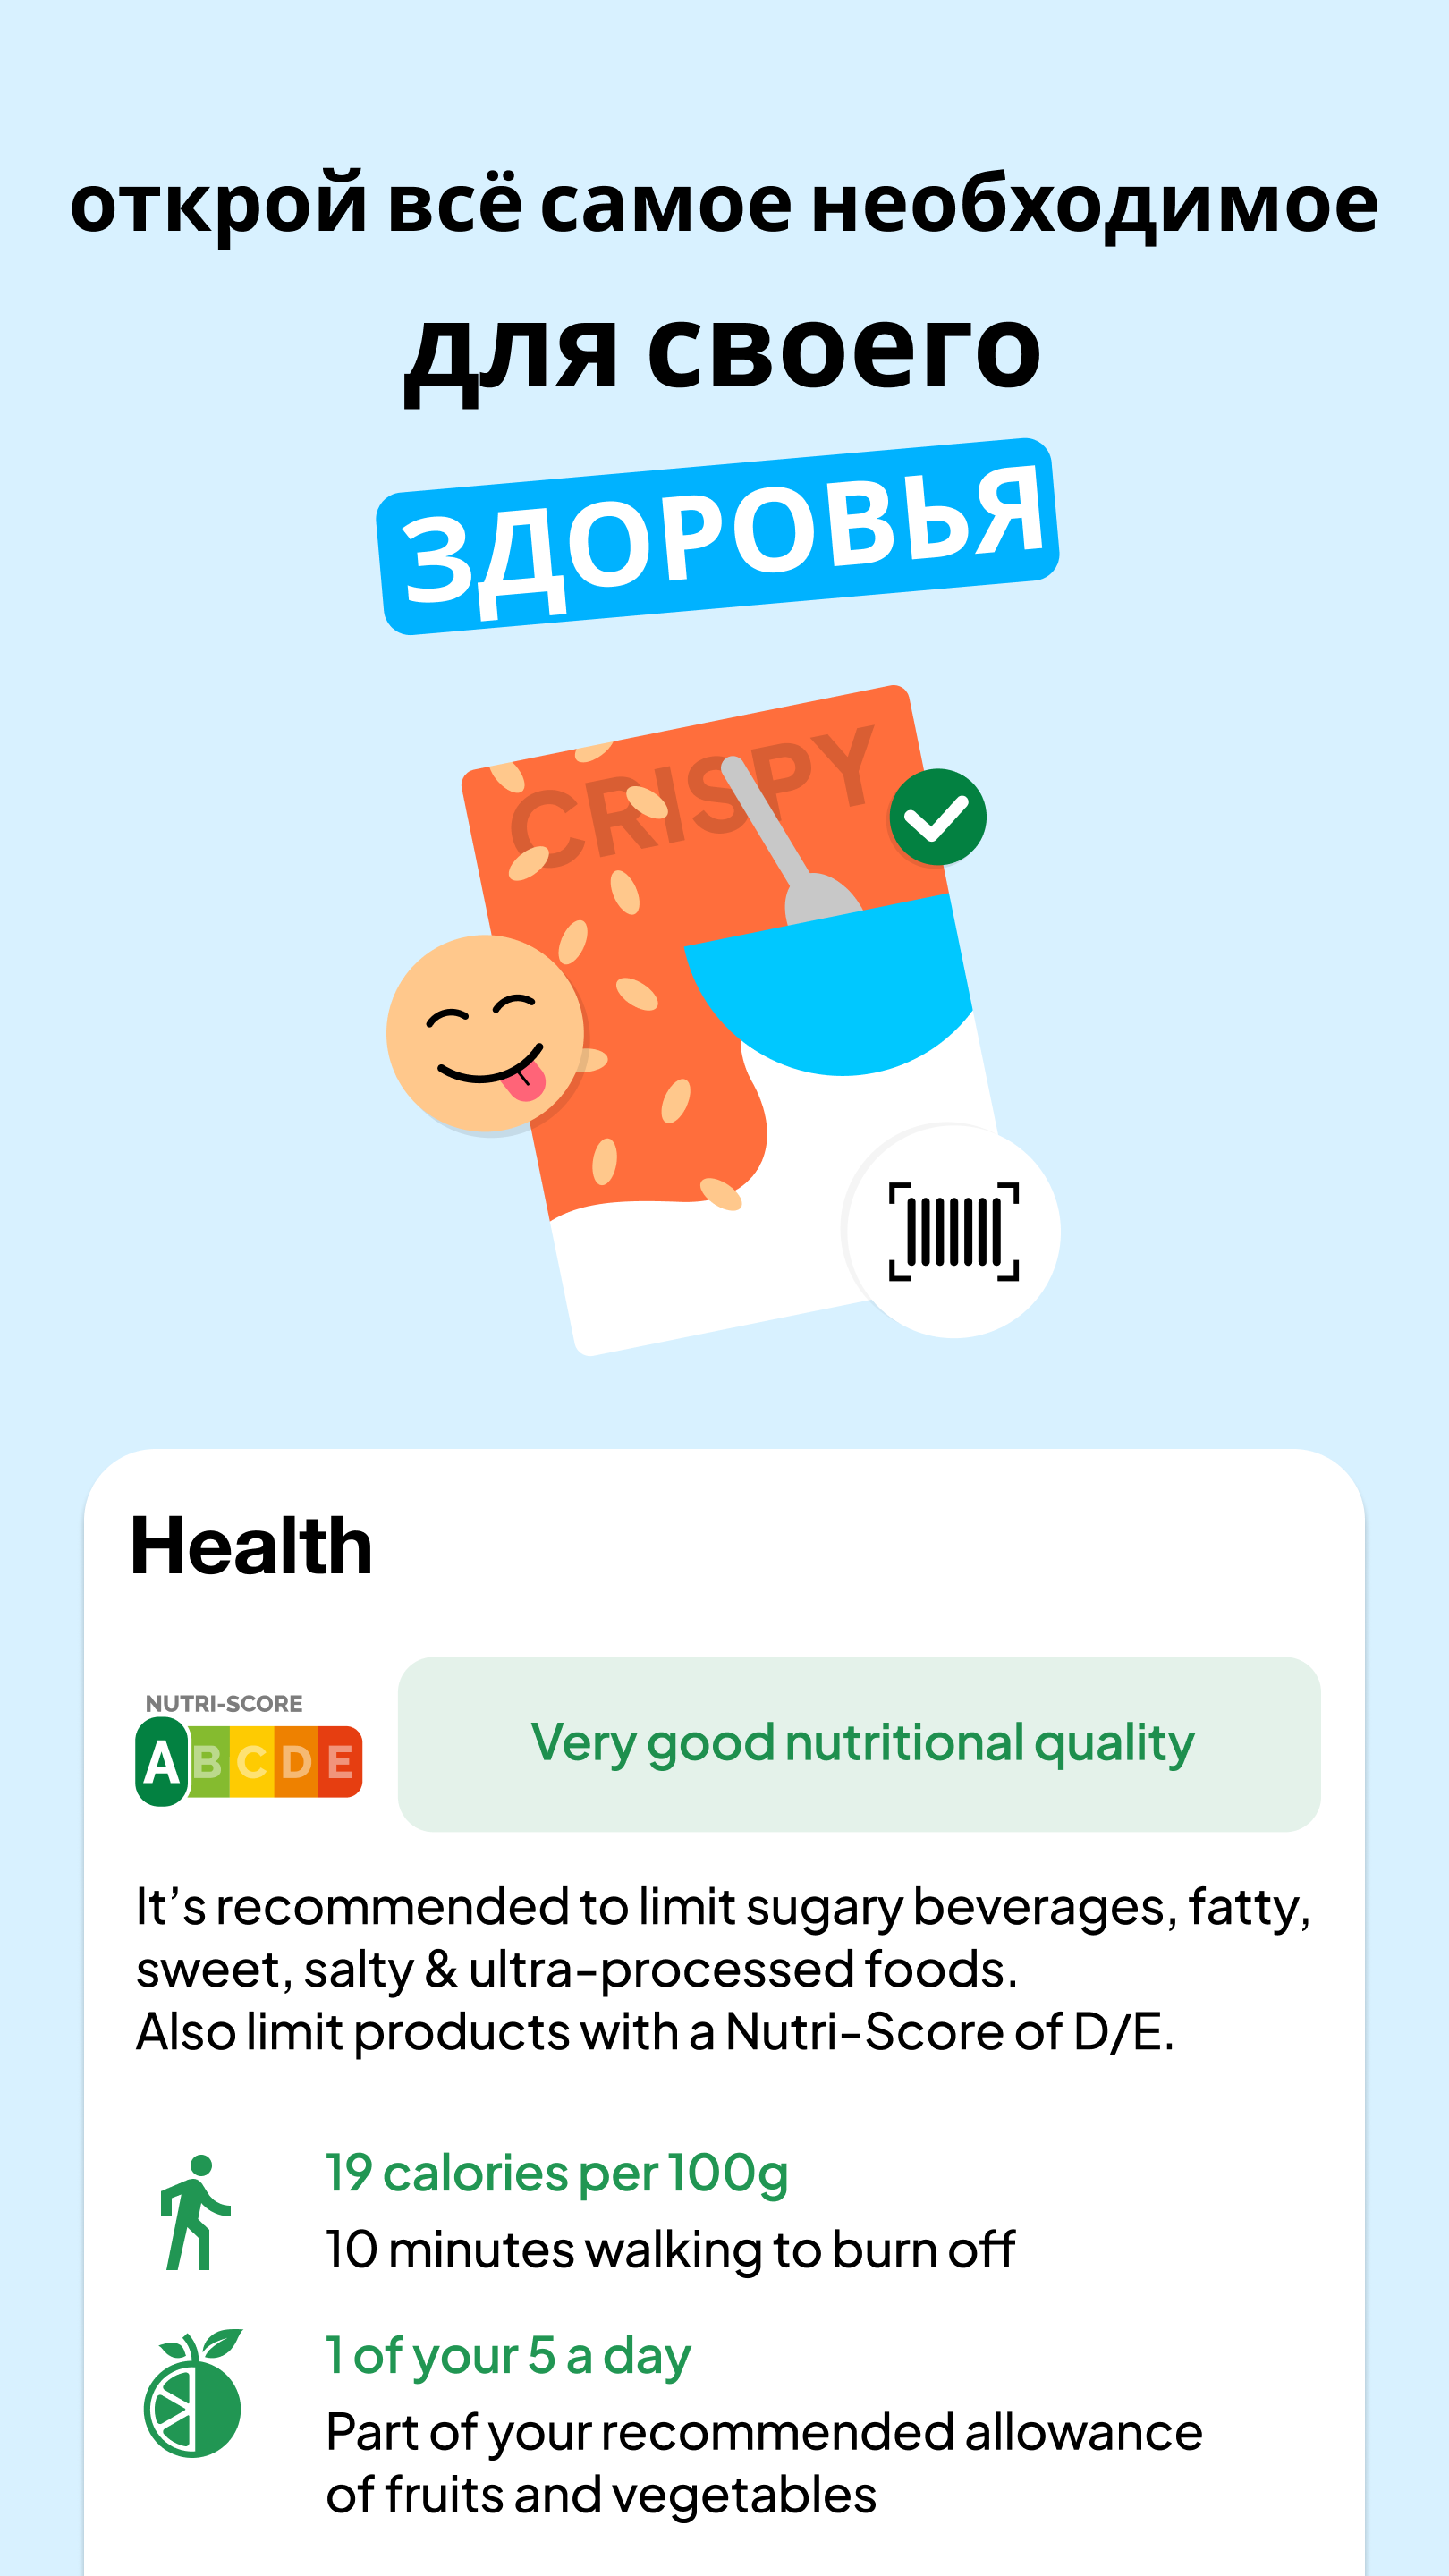 открой всё самое необходимое
для своего
ЗДОРОВЬЯ
CRISPY
Health
NUTRI-SCORE
A B C D E
Very good nutritional quality
It’s recommended to limit sugary beverages, fatty,
sweet, salty & ultra-processed foods.
Also limit products with a Nutri-Score of D/E.
19 calories per 100g
10 minutes walking to burn off
1 of your 5 a day
Part of your recommended allowance
of fruits and vegetables